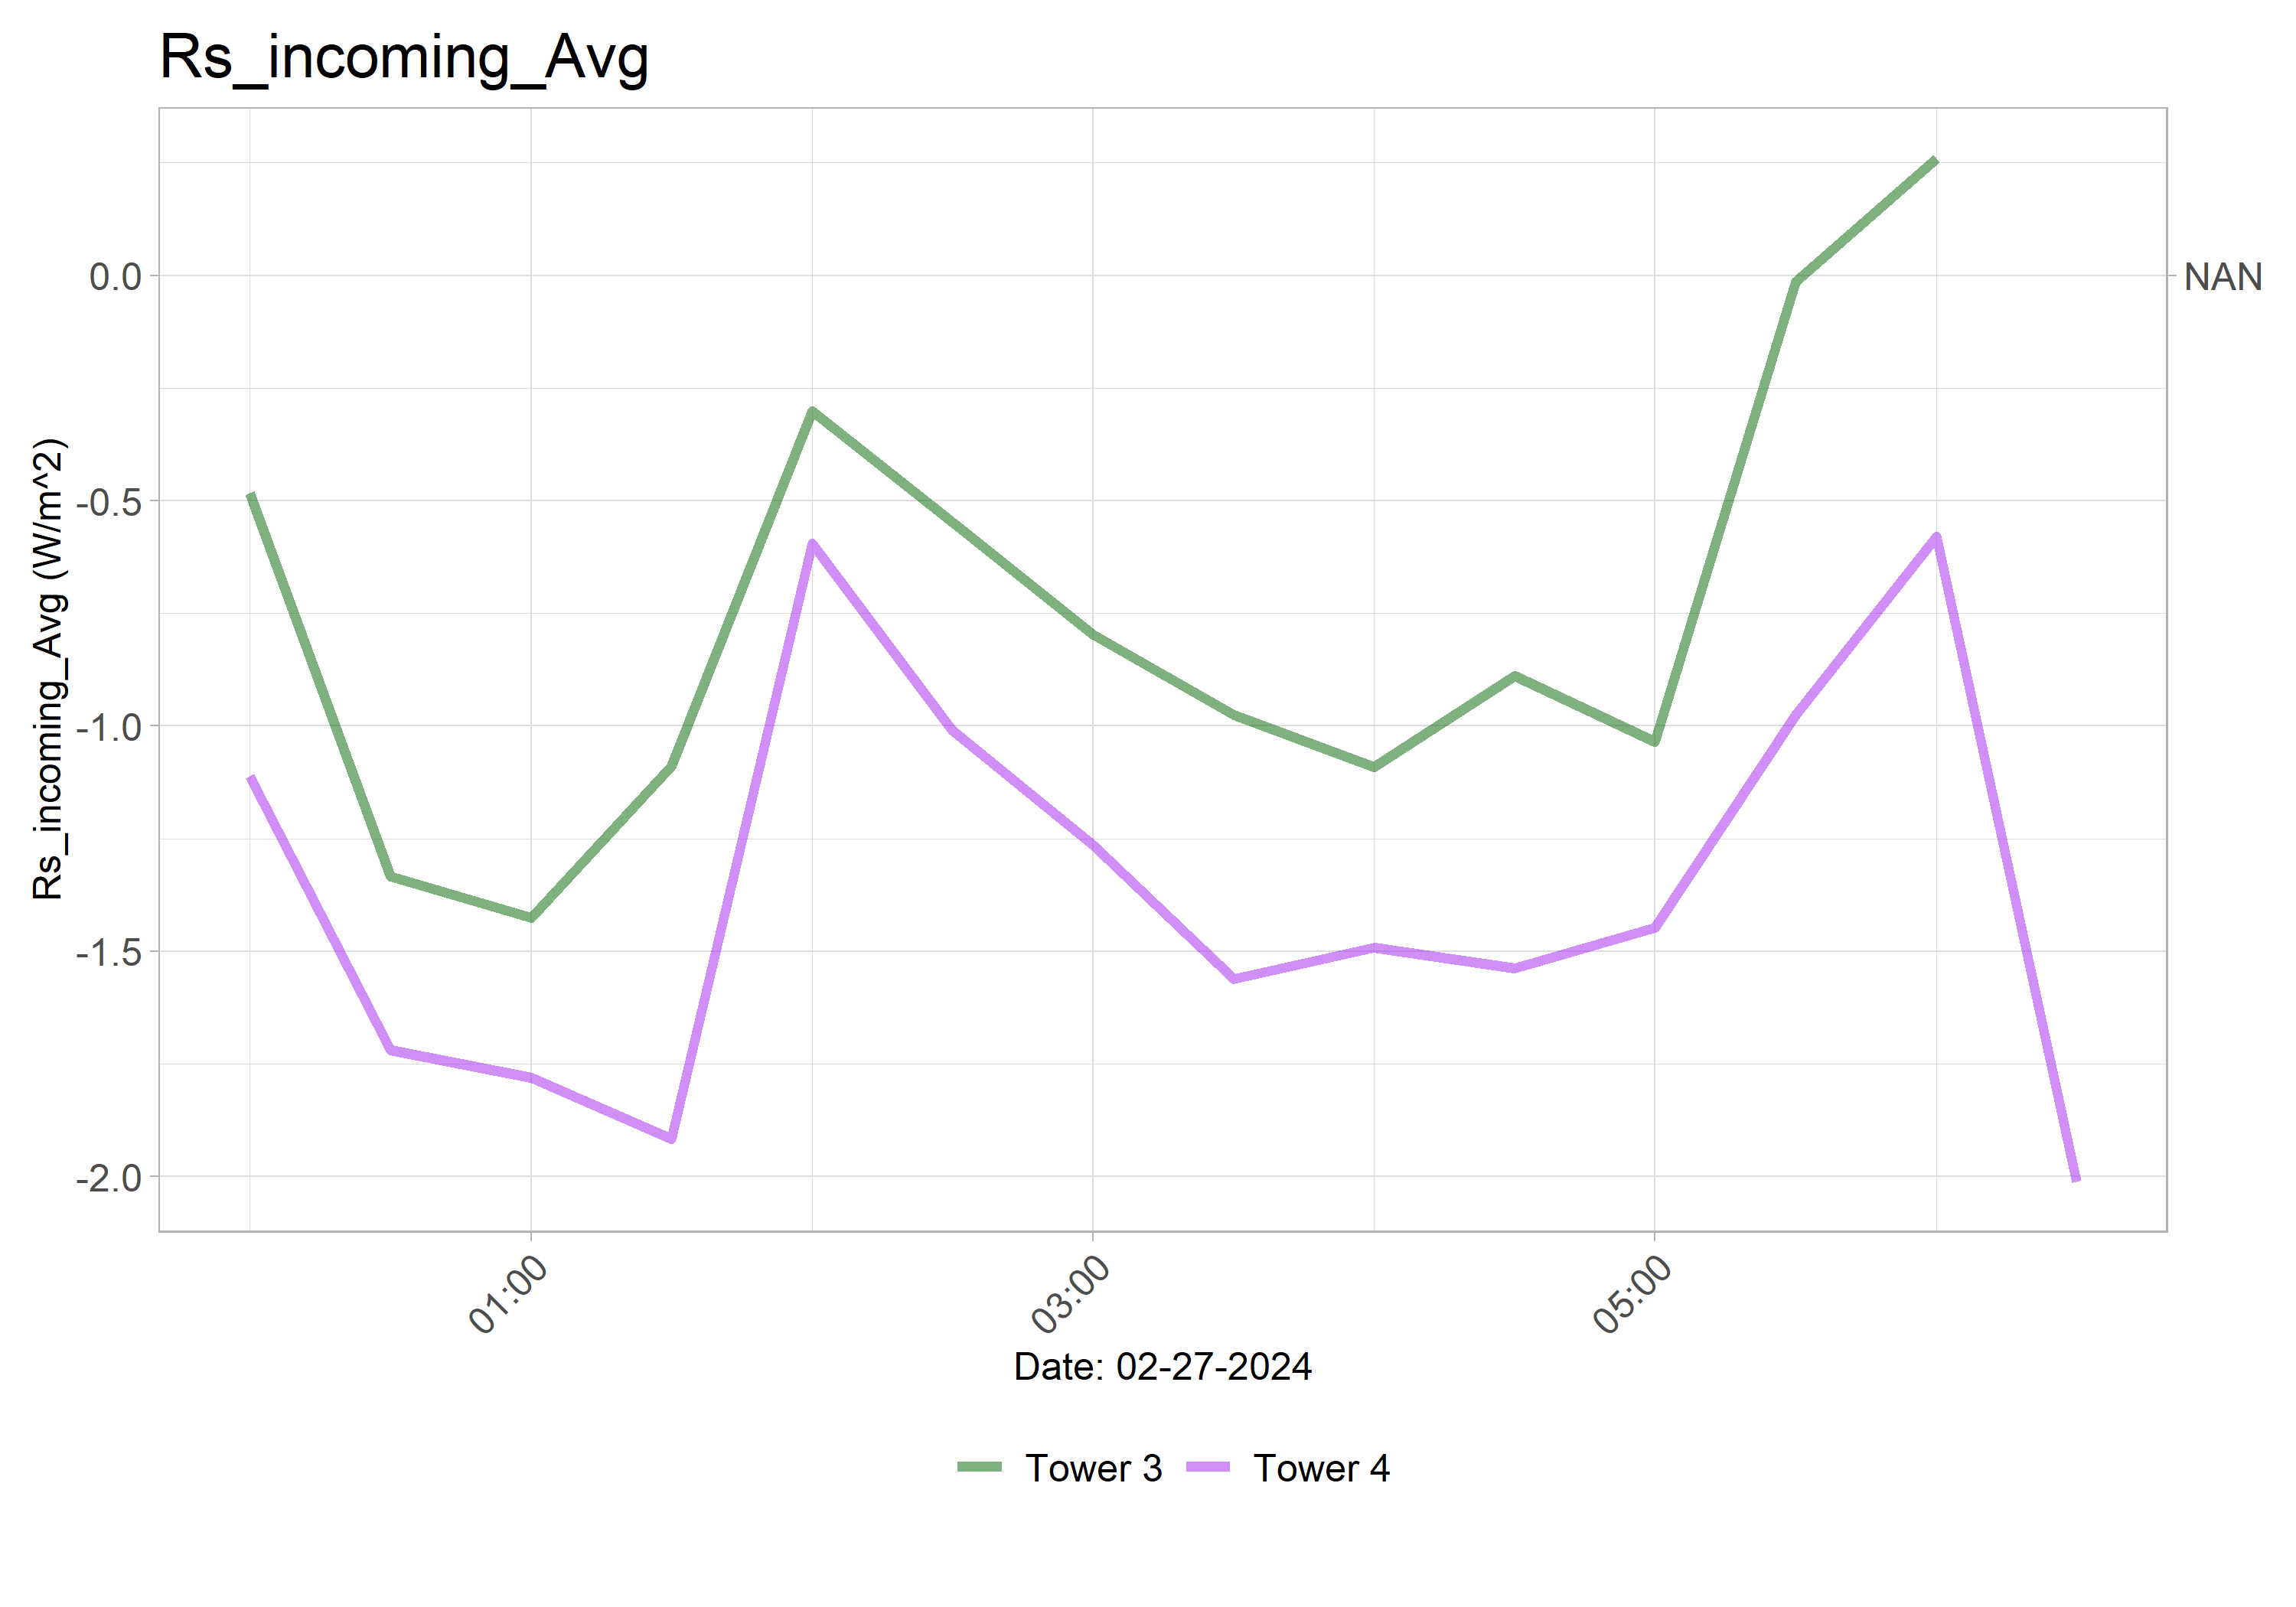 Rs_incoming_Avg
Rs_incoming_Avg (W/m^2)
0.0
-0.5
-1.0
-1.5
-2.0
NAN
01:00
03:00
05:00
Date: 02-27-2024
Tower 3
Tower 4